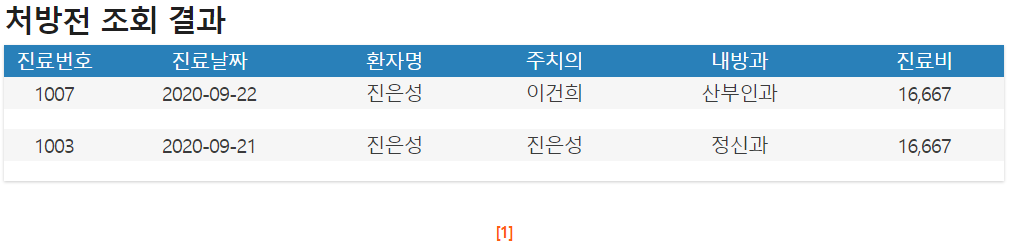 처방전 조회 결과
진료번호 진료날짜 환자명 주치의 내방과 진료비
1007 2020-09-22 진은성 이건희 산부인과 16,667
1003 2020-09-21 진은성 진은성 정신과 16,667
[1]